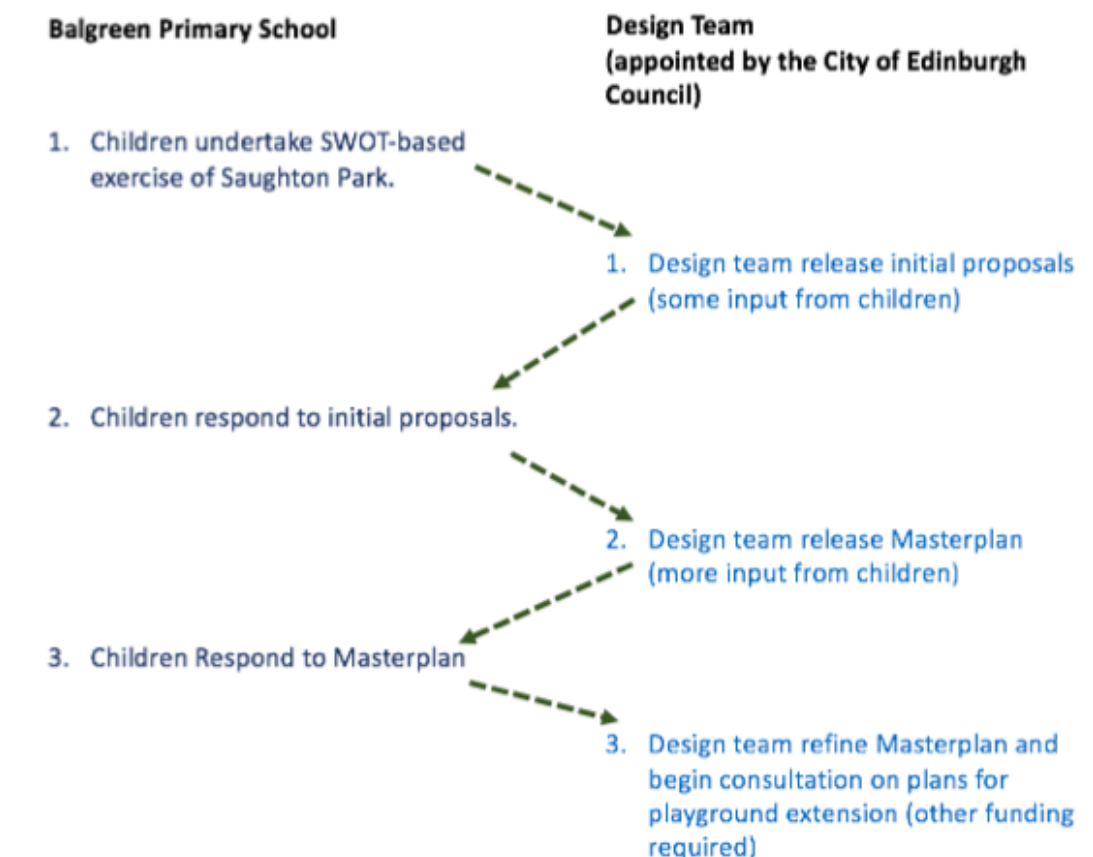 Balgreen Primary School
Design Team
(appointed by the City of Edinburgh
Council)
1. Children undertake SWOT-based
exercise of Saughton Park.
1. Design team release initial proposals
(some input from children)
2. Children respond to initial proposals.
2. Design team release Masterplan
(more input from children)
3. Children Respond to Masterplan
3. Design team refine Masterplan and
begin consultation on plans for
playground extension (other funding
required)